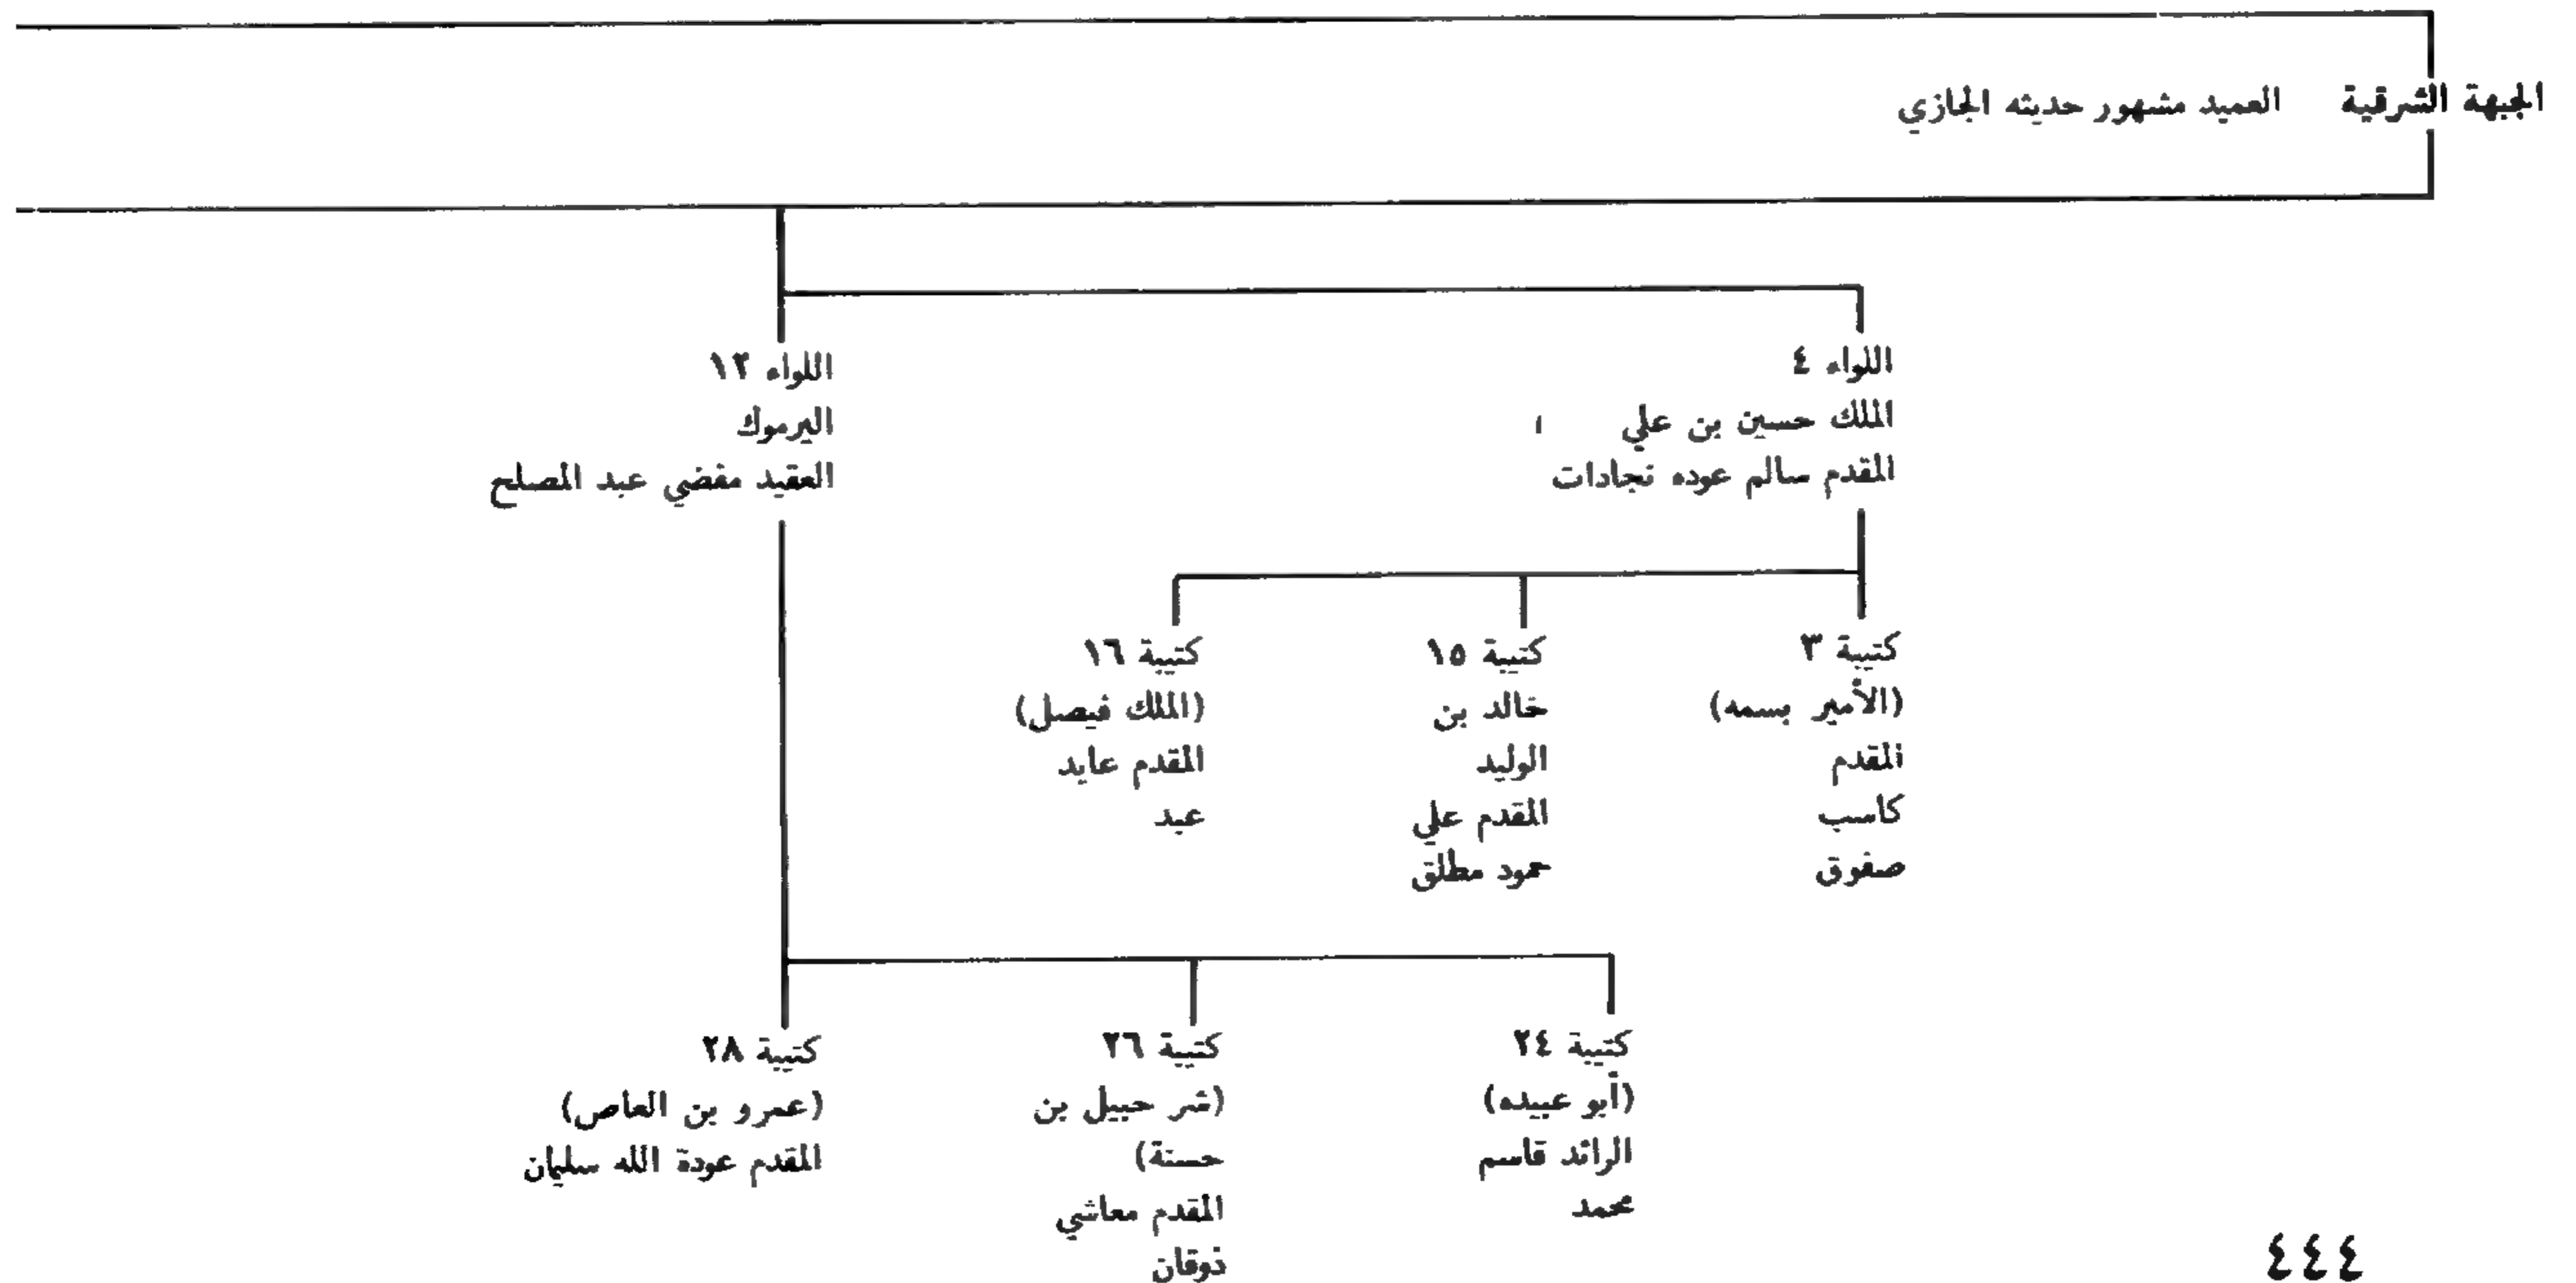 الجبهة الشرقية العميد مشهور حديثه الجازي
اللواء ٤
الملك حسين بن علي
المقدم سالم عوده نجادات
اللواء ١٢
اليرموك
العقيد مفضي عبد المصلح
كتيبة ٣
(الأمير بسمه)
المقدم
كاسب
صفوق
كتيبة ١٥
خالد بن
الوليد
المقدم علي
حمود مطلق
كتيبة ١٦
(الملك فيصل)
المقدم عايد
عبد
كتيبة ٢٤
(أبو عبيده)
الرائد قاسم
محمد
كتيبة ٢٦
(شر حبيل بن
حسنة)
المقدم معاشي
ذوقان
كتيبة ٢٨
(عمرو بن العاص)
المقدم عودة الله سليمان
٤٤٤